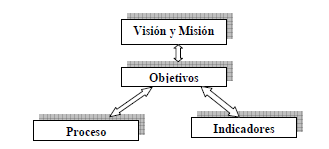 Visión y Misión
Objetivos
Proceso
Indicadores